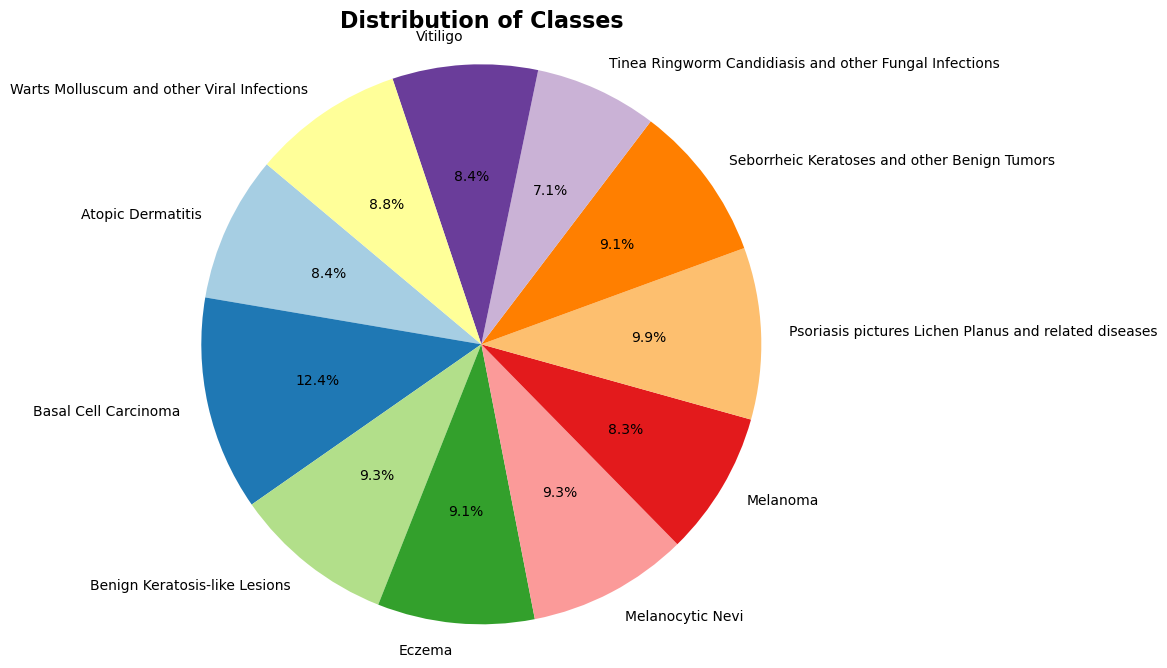 Distribution of Classes
Vitiligo
Tinea Ringworm Candidiasis and other Fungal Infections
Warts Molluscum and other Viral Infections
Seborrheic Keratoses and other Benign Tumors
8.4%
7.1%
8.8%
Atopic Dermatitis
9.1%
8.4%
Psoriasis pictures Lichen Planus and related diseases
9.9%
12.4%
Basal Cell Carcinoma
8.3%
9.3%
9.3%
Melanoma
9.1%
Benign Keratosis-like Lesions
Melanocytic Nevi
Eczema